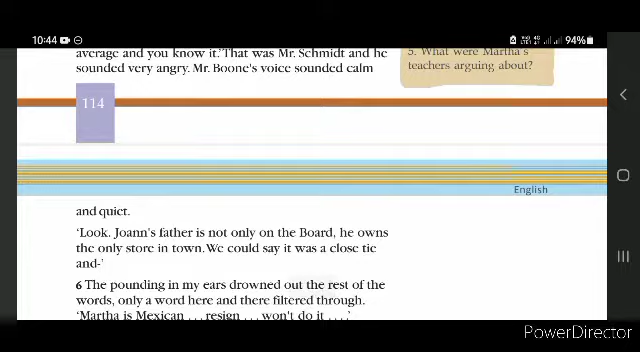 10:44
94%
average and you know it.' That was Mr. Schmidt and he
sounded very angry. Mr. Boone's voice sounded calm
5. What were Martha's
teachers arguing about?
114
English
and quiet.
'Look. Joann's father is not only on the Board, he owns
the only store in town. We could say it was a close tie
and-'
6 The pounding in my ears drowned out the rest of the
words, only a word here and there filtered through.
'Martha is Mexican . . . resign . . . won't do it . . . .'
PowerDirector